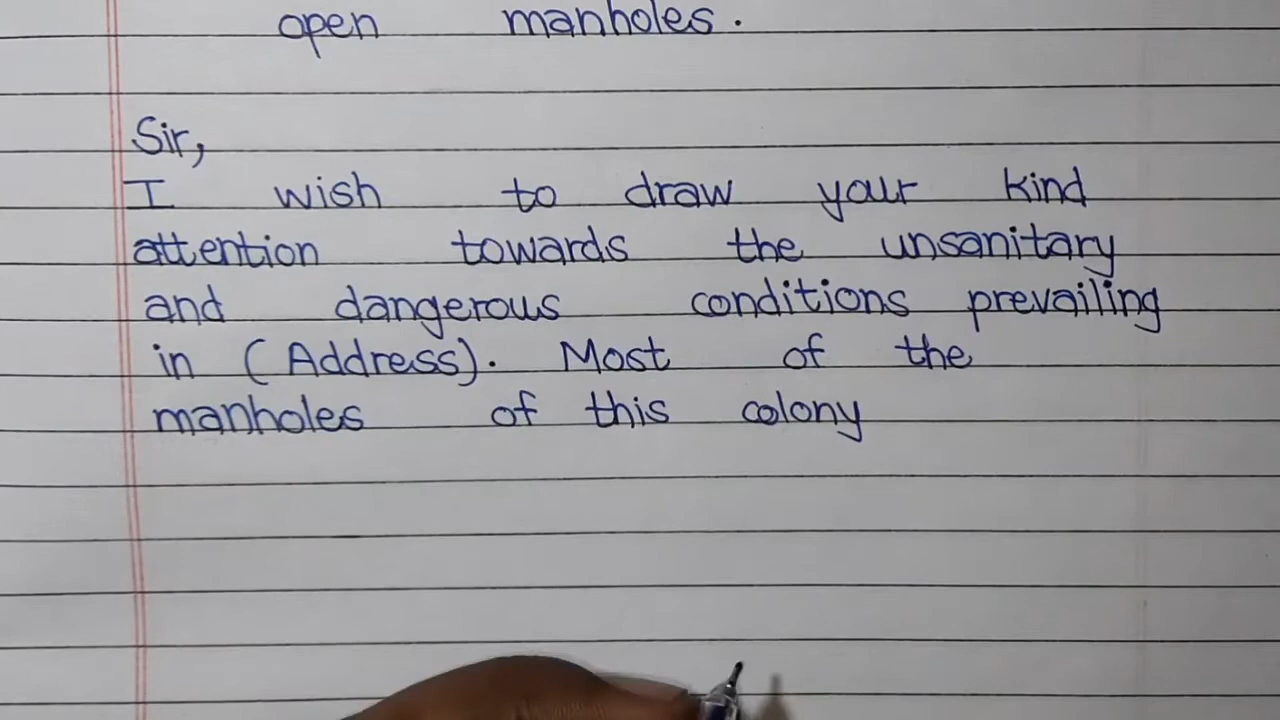 open manholes.
Sir,
I wish to draw your kind
attention towards the unsanitary
and dangerous conditions prevailing
in (Address). Most of the
manholes of this colony